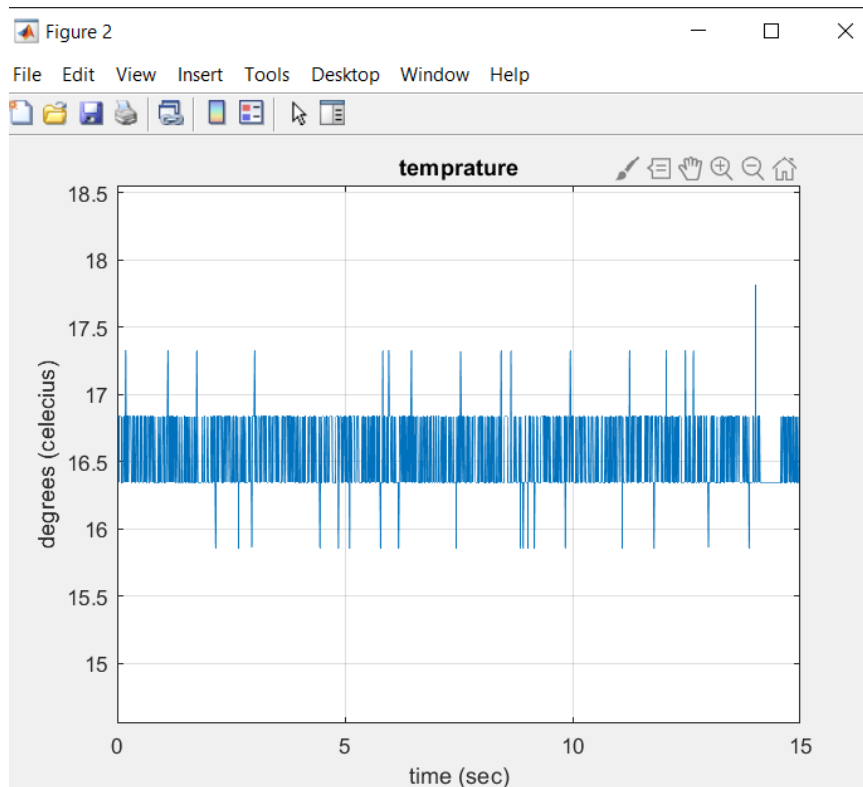 Figure 2
File Edit View Insert Tools Desktop Window Help
temprature
18.5
18
17.5
17
16.5
16
15.5
15
degrees (celecius)
0 5 10 15
time (sec)